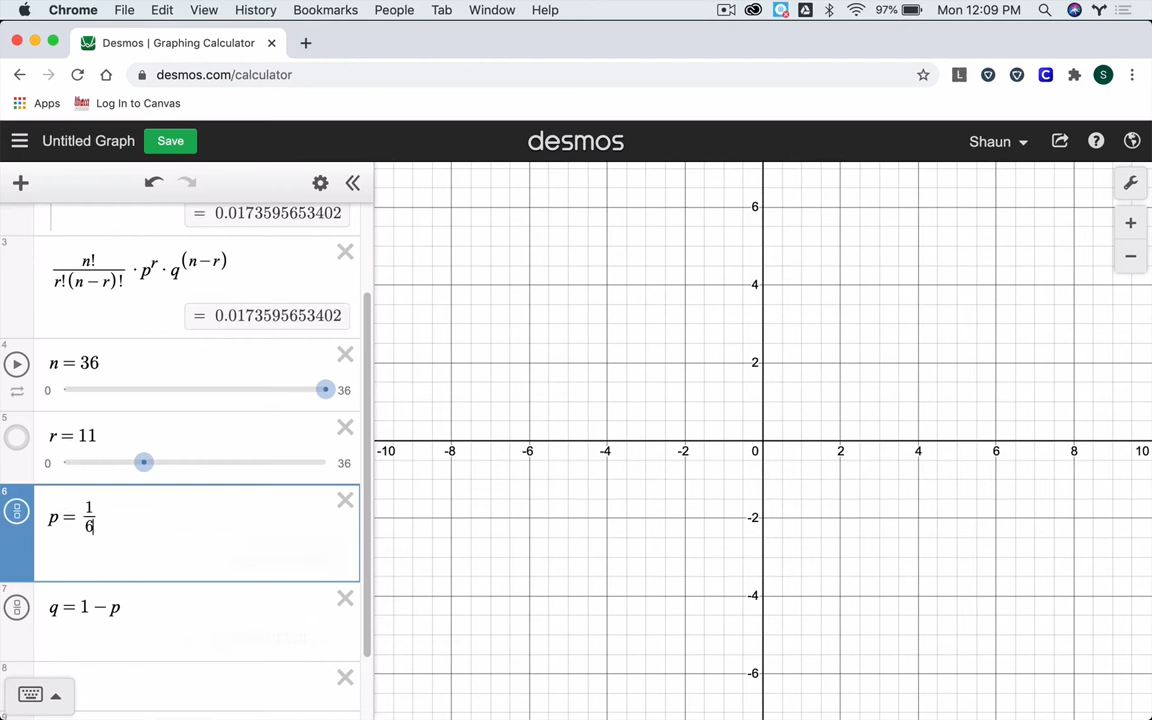 Chrome File Edit View History Bookmarks People Tab Window Help 97% Mon 12:09 PM
Desmos | Graphing Calculator
desmos.com/calculator
L C S
Apps Log In to Canvas
Untitled Graph Save desmos Shaun
= 0.0173595653402
3
n!/r!(n−r)! · p^r · q^(n−r)
= 0.0173595653402
4
n = 36
0 36
5
r = 11
0 36
6
p = 1/6
7
q = 1 − p
8
9
6
4
2
-10 -8 -6 -4 -2 0 2 4 6 8 10
-2
-4
-6